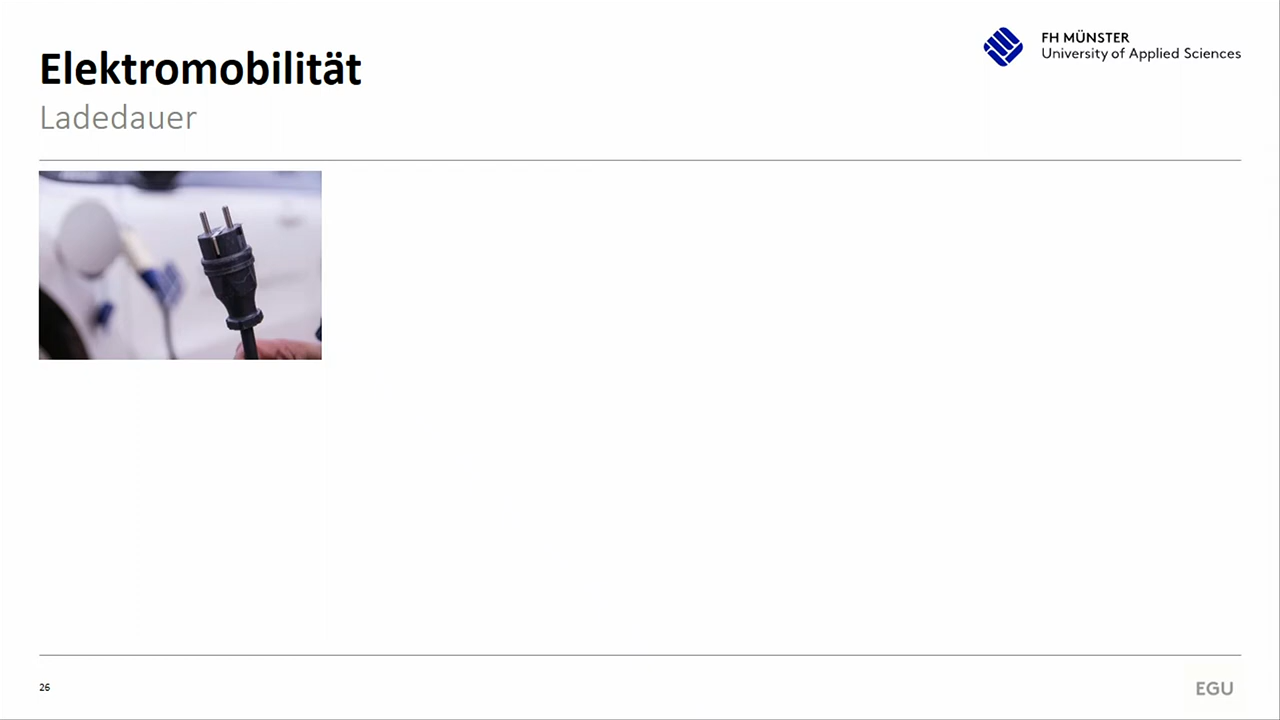 Elektromobilität
Ladedauer
FH MÜNSTER
University of Applied Sciences
26
EGU